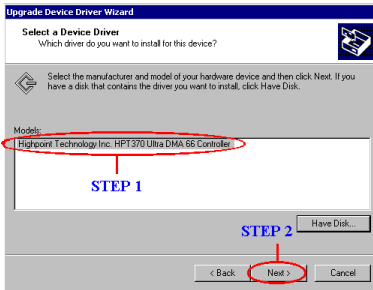 Upgrade Device Driver Wizard
Select a Device Driver
Which driver do you want to install for this device?
Select the manufacturer and model of your hardware device and then click Next. If you
have a disk that contains the driver you want to install, click Have Disk.
Models:
Highpoint Technology Inc. HPT370 Ultra DMA 66 Controller
STEP 1
STEP 2
Have Disk...
< Back
Next >
Cancel